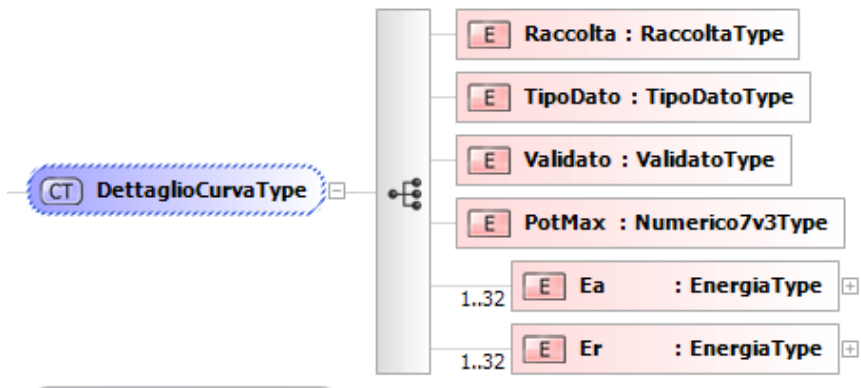 E Raccolta : RaccoltaType
E TipoDato : TipoDatoType
E Validato : ValidatoType
CT DettaglioCurvaType
E PotMax : Numerico7v3Type
1..32 E Ea : EnergiaType
1..32 E Er : EnergiaType